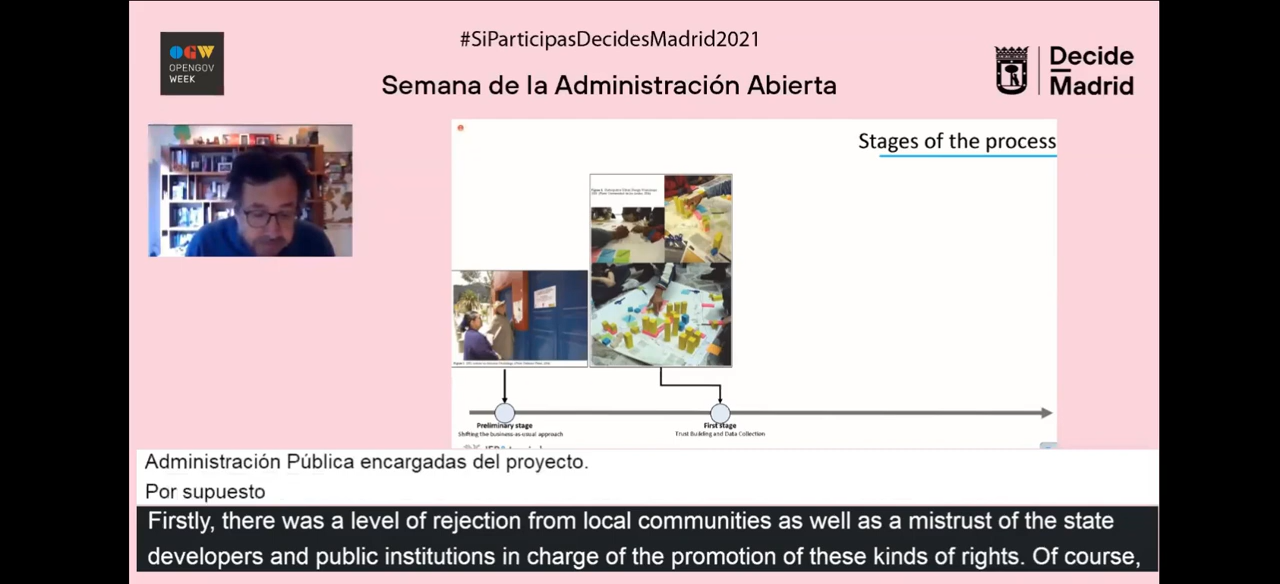 #SiParticipasDecidesMadrid2021
OGW
OPENGOV
WEEK
Semana de la Administración Abierta
Decide
Madrid
Stages of the process
Preliminary stage
Shifting the business-as-usual approach
First stage
Trust Building and Data Collection
Administración Pública encargadas del proyecto.
Por supuesto
Firstly, there was a level of rejection from local communities as well as a mistrust of the state
developers and public institutions in charge of the promotion of these kinds of rights. Of course,